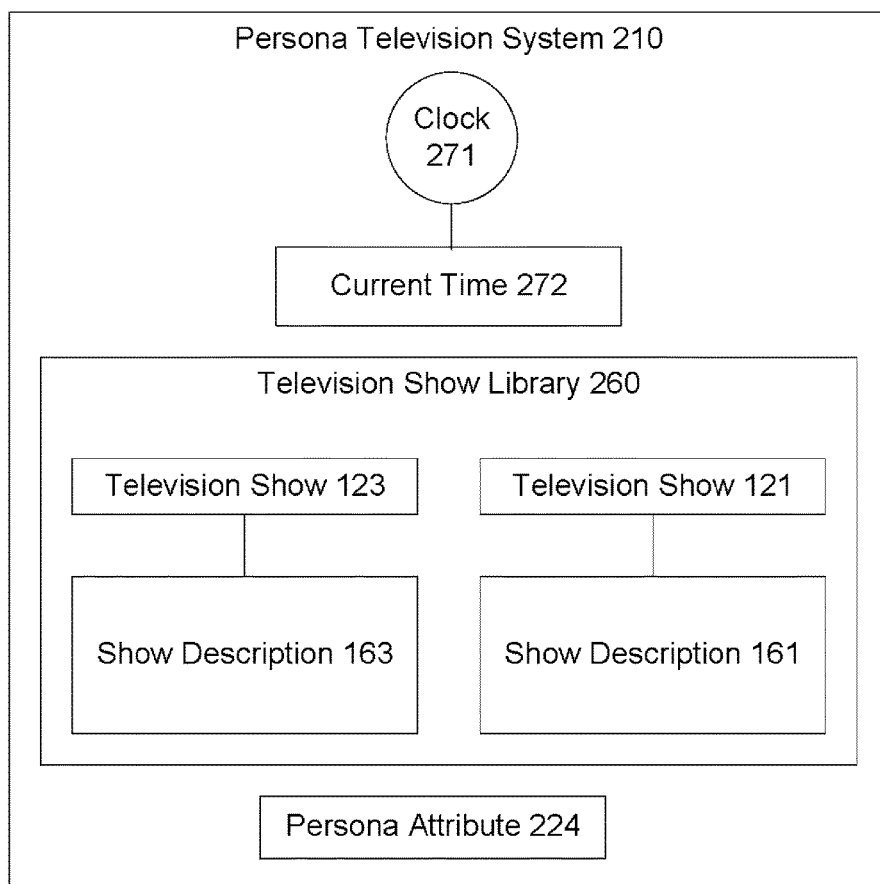 Persona Television System 210
Clock
271
Current Time 272
Television Show Library 260
Television Show 123
Television Show 121
Show Description 163
Show Description 161
Persona Attribute 224